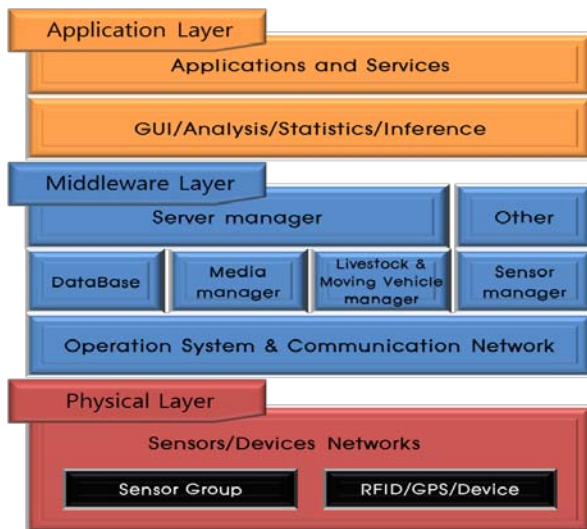 Application Layer
Applications and Services
GUI/Analysis/Statistics/Inference
Middleware Layer
Server manager
Other
DataBase
Media
manager
Livestock &
Moving Vehicle
manager
Sensor
manager
Operation System & Communication Network
Physical Layer
Sensors/Devices Networks
Sensor Group
RFID/GPS/Device